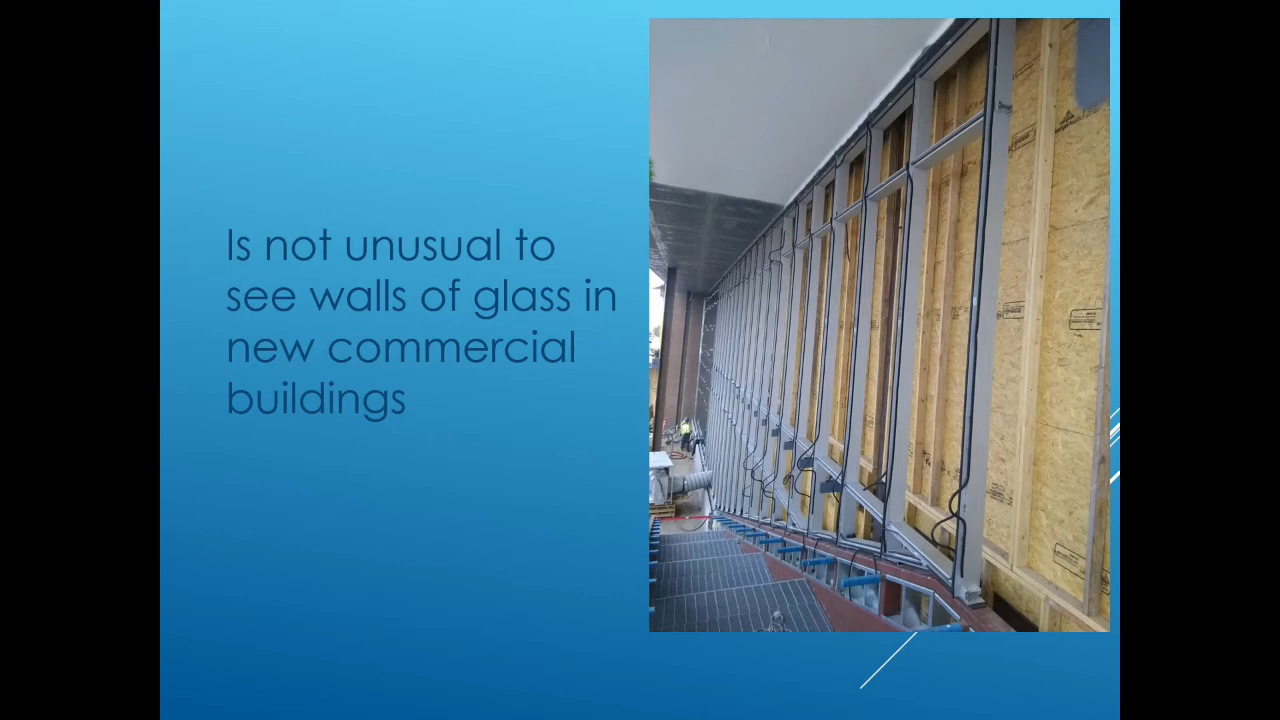 Is not unusual to
see walls of glass in
new commercial
buildings